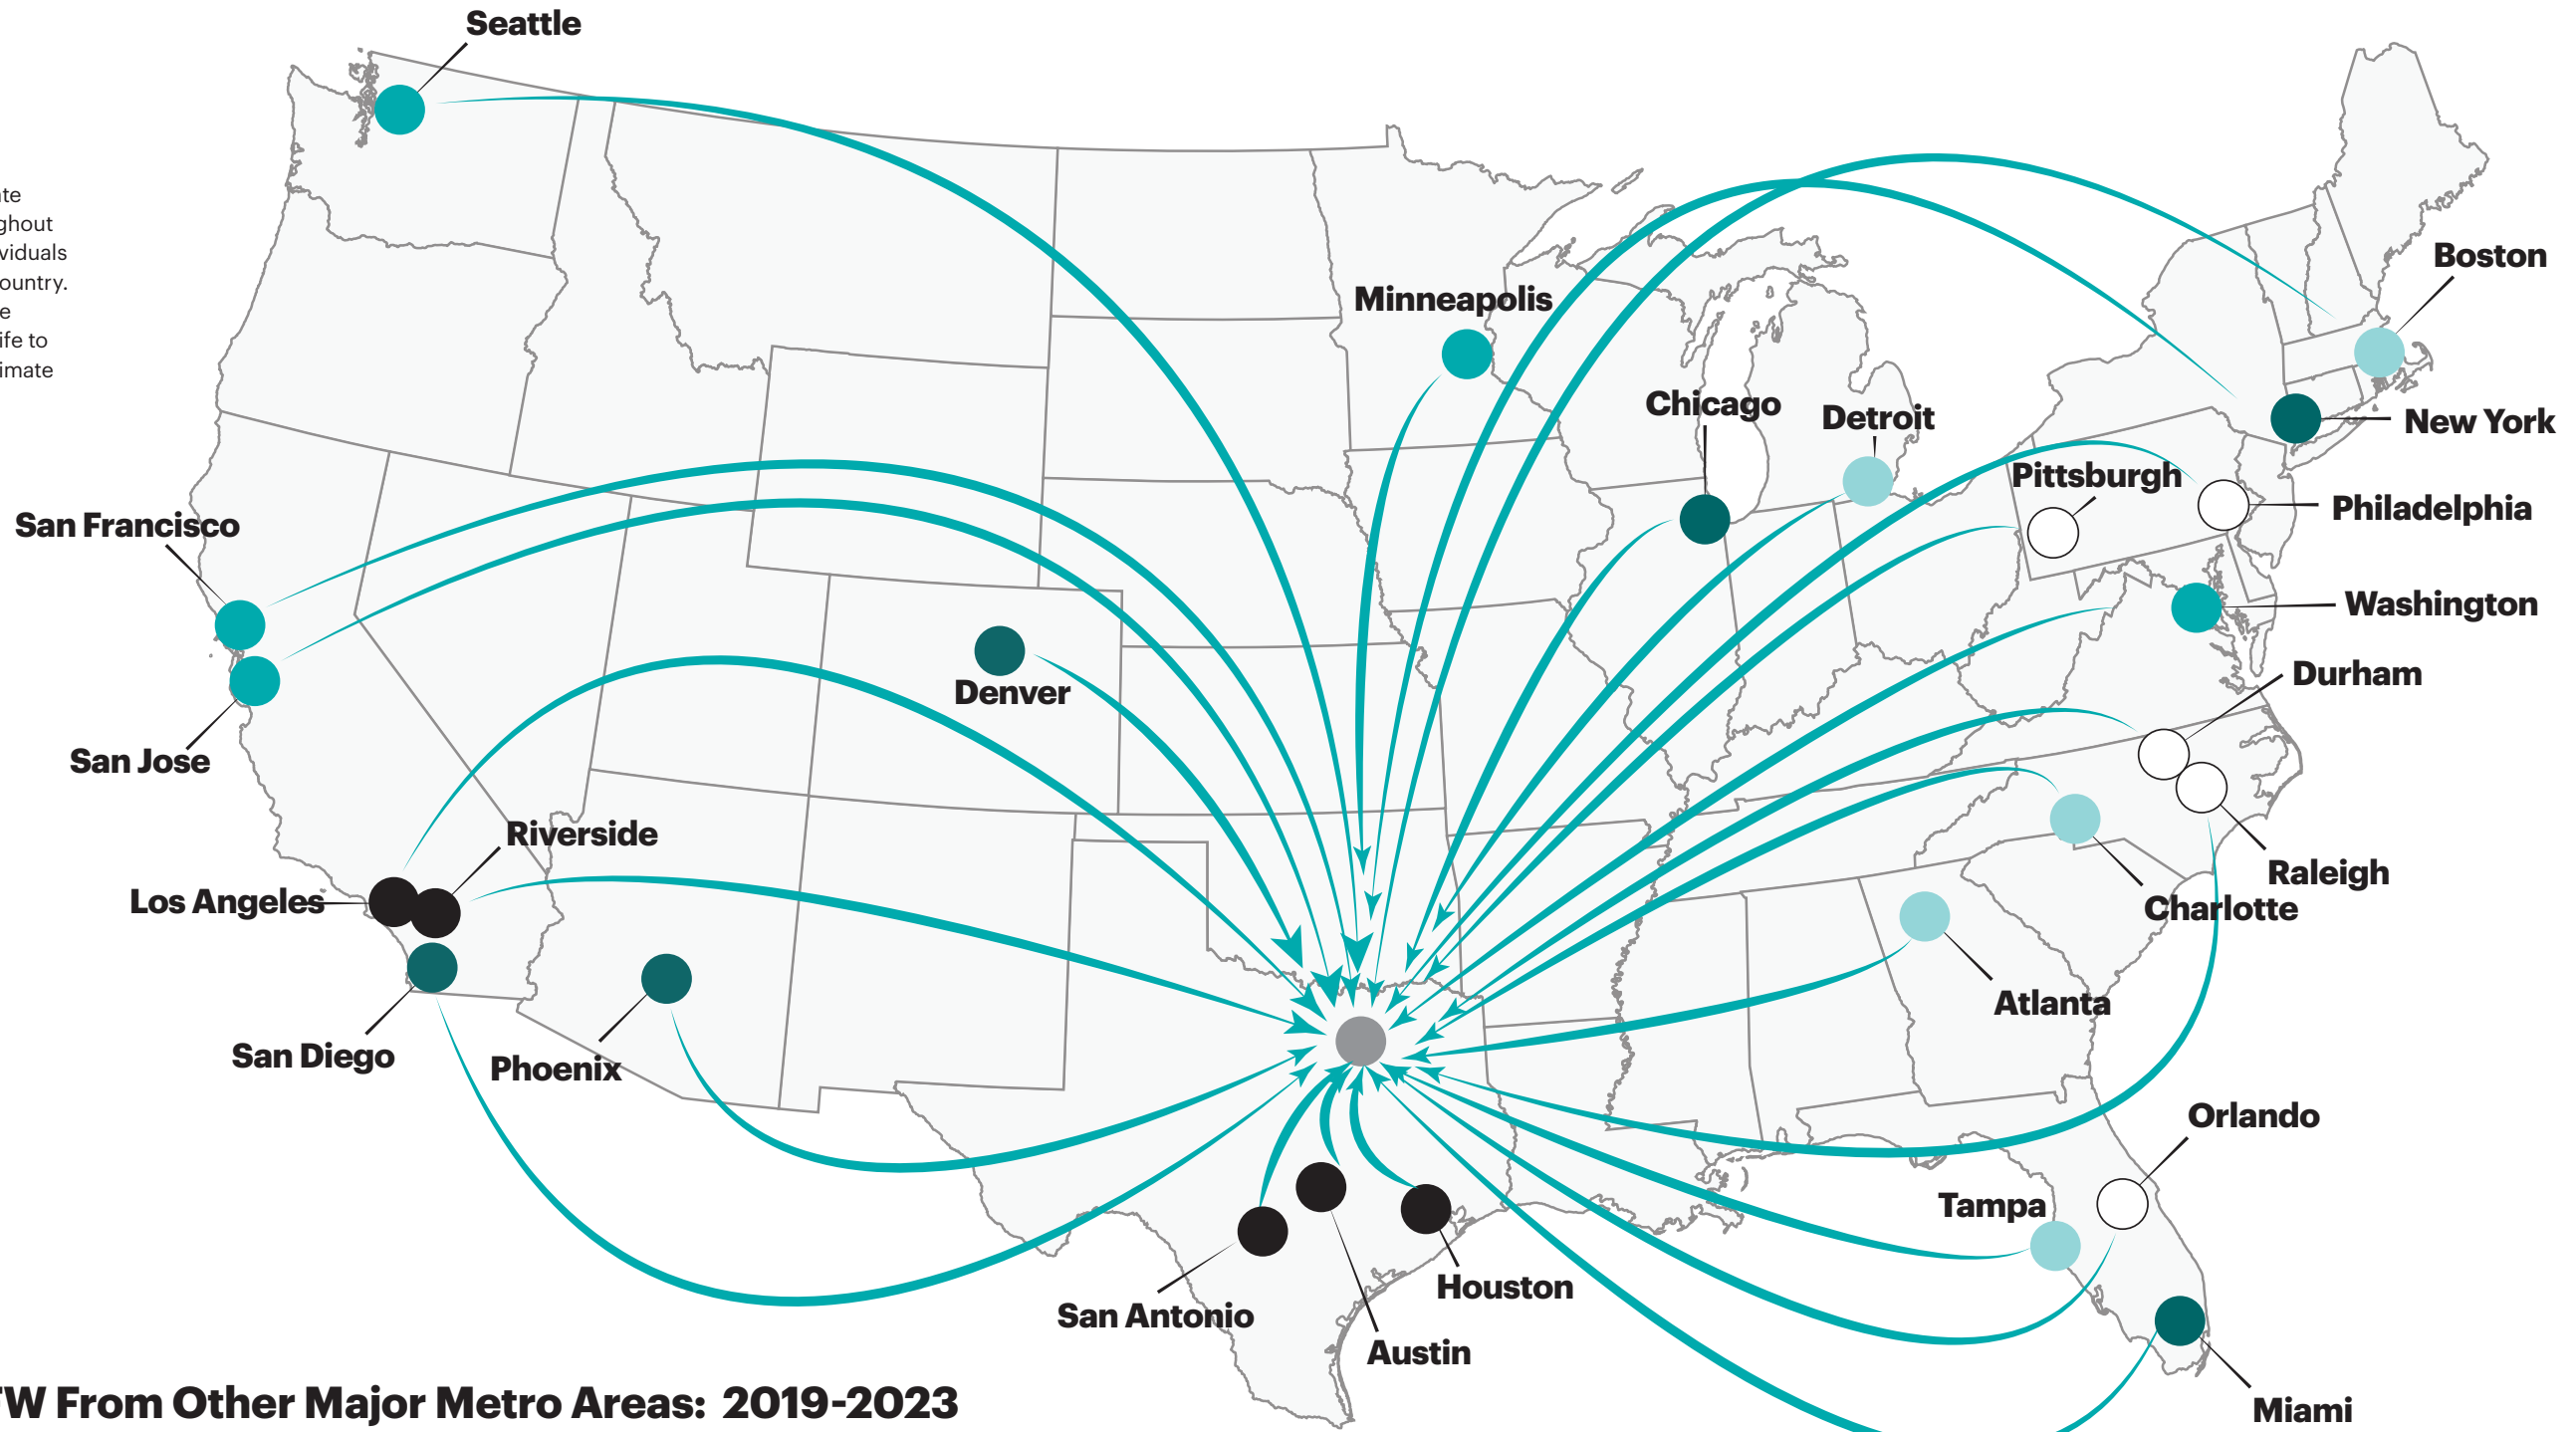 Seattle
Boston
Minneapolis
Chicago
Detroit
New York
Pittsburgh
Philadelphia
San Francisco
Washington
Durham
Denver
San Jose
Riverside
Raleigh
Los Angeles
Charlotte
Atlanta
San Diego
Phoenix
Orlando
Tampa
Houston
San Antonio
Austin
Miami
From Other Major Metro Areas: 2019-2023